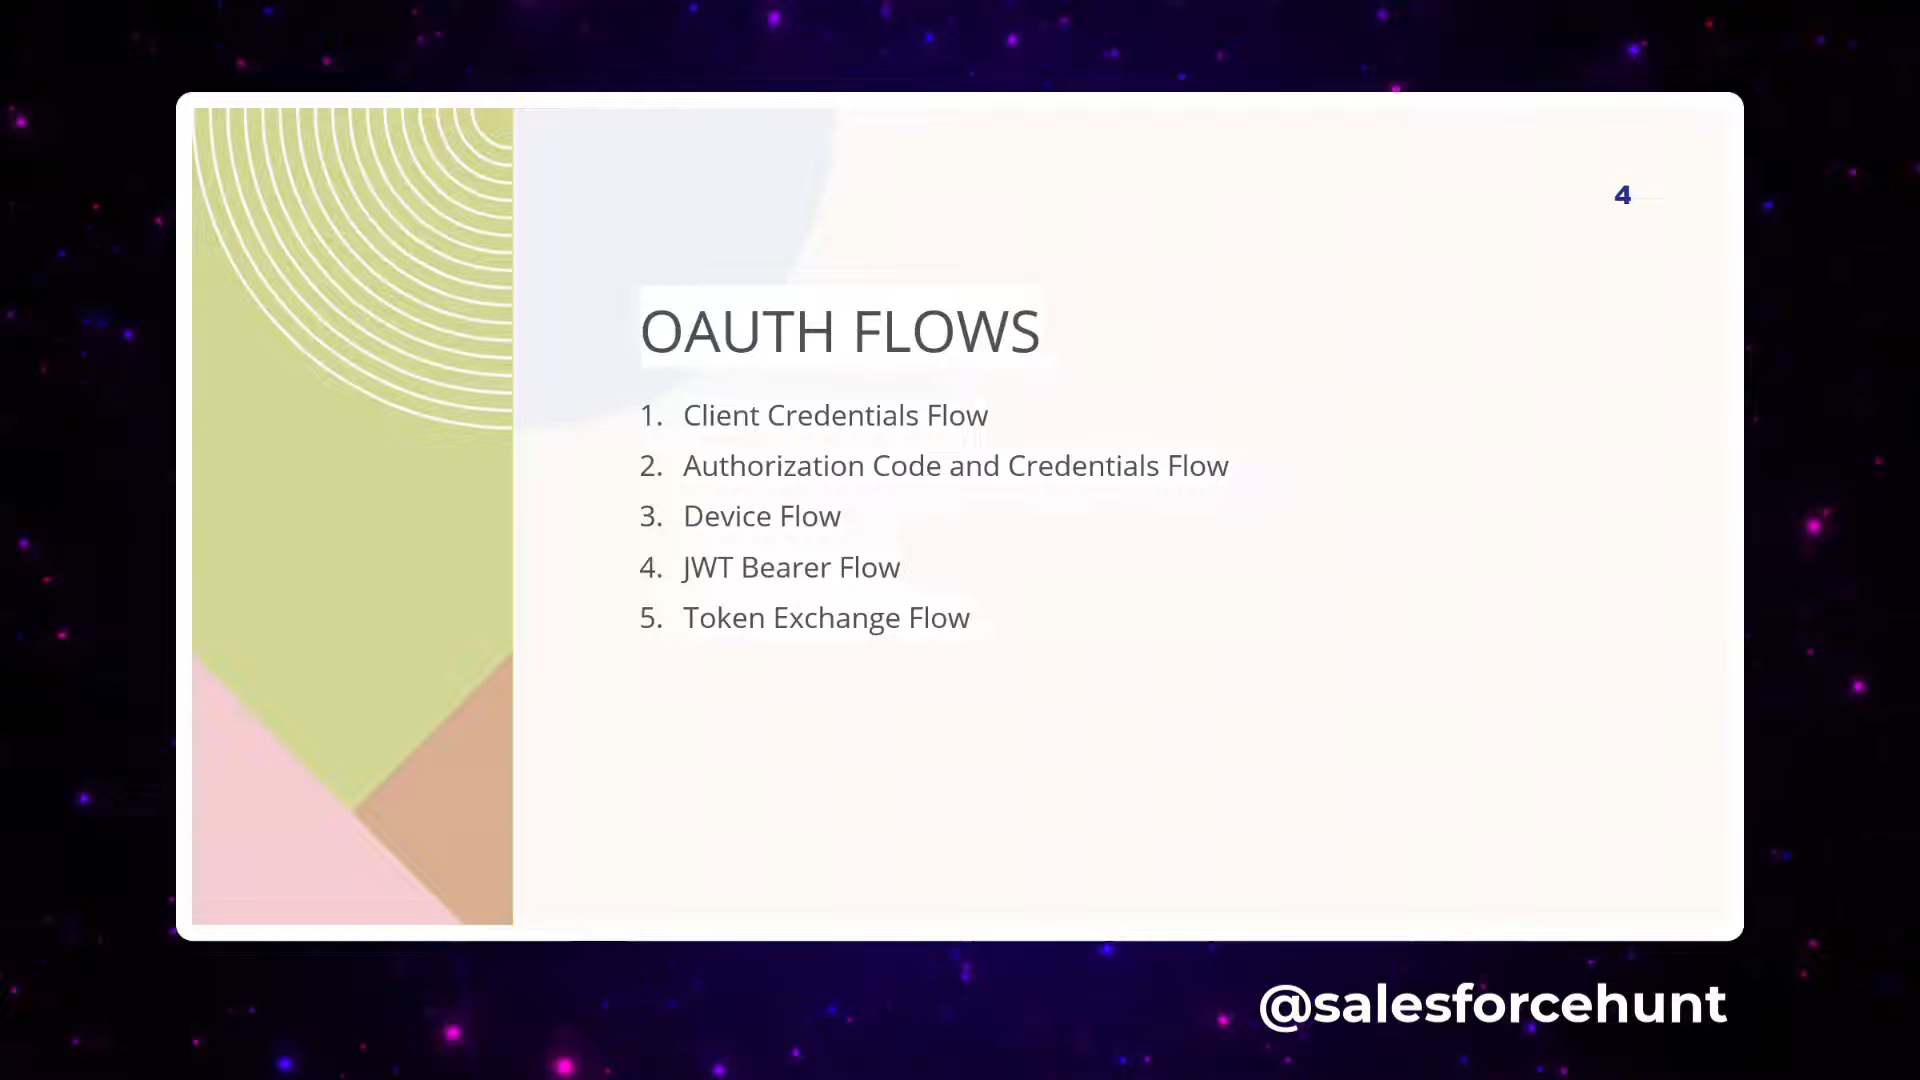 4
OAUTH FLOWS
1. Client Credentials Flow
2. Authorization Code and Credentials Flow
3. Device Flow
4. JWT Bearer Flow
5. Token Exchange Flow
@salesforcehunt